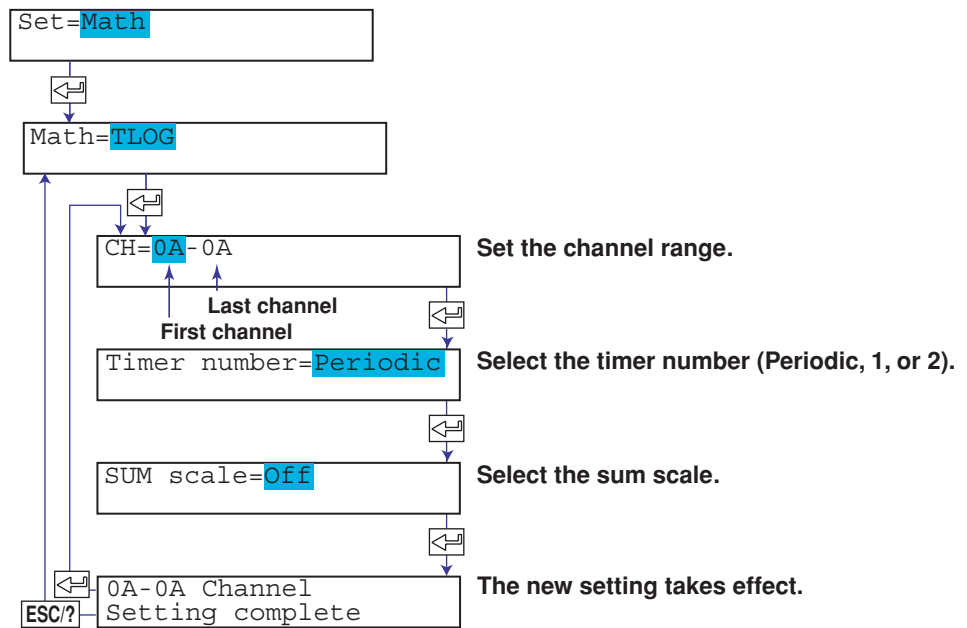 Set=Math
Math=TLOG
CH=0A-0A
Set the channel range.
Last channel
First channel
Timer number=Periodic
Select the timer number (Periodic, 1, or 2).
SUM scale=Off
Select the sum scale.
0A-0A Channel
The new setting takes effect.
ESC/?
Setting complete